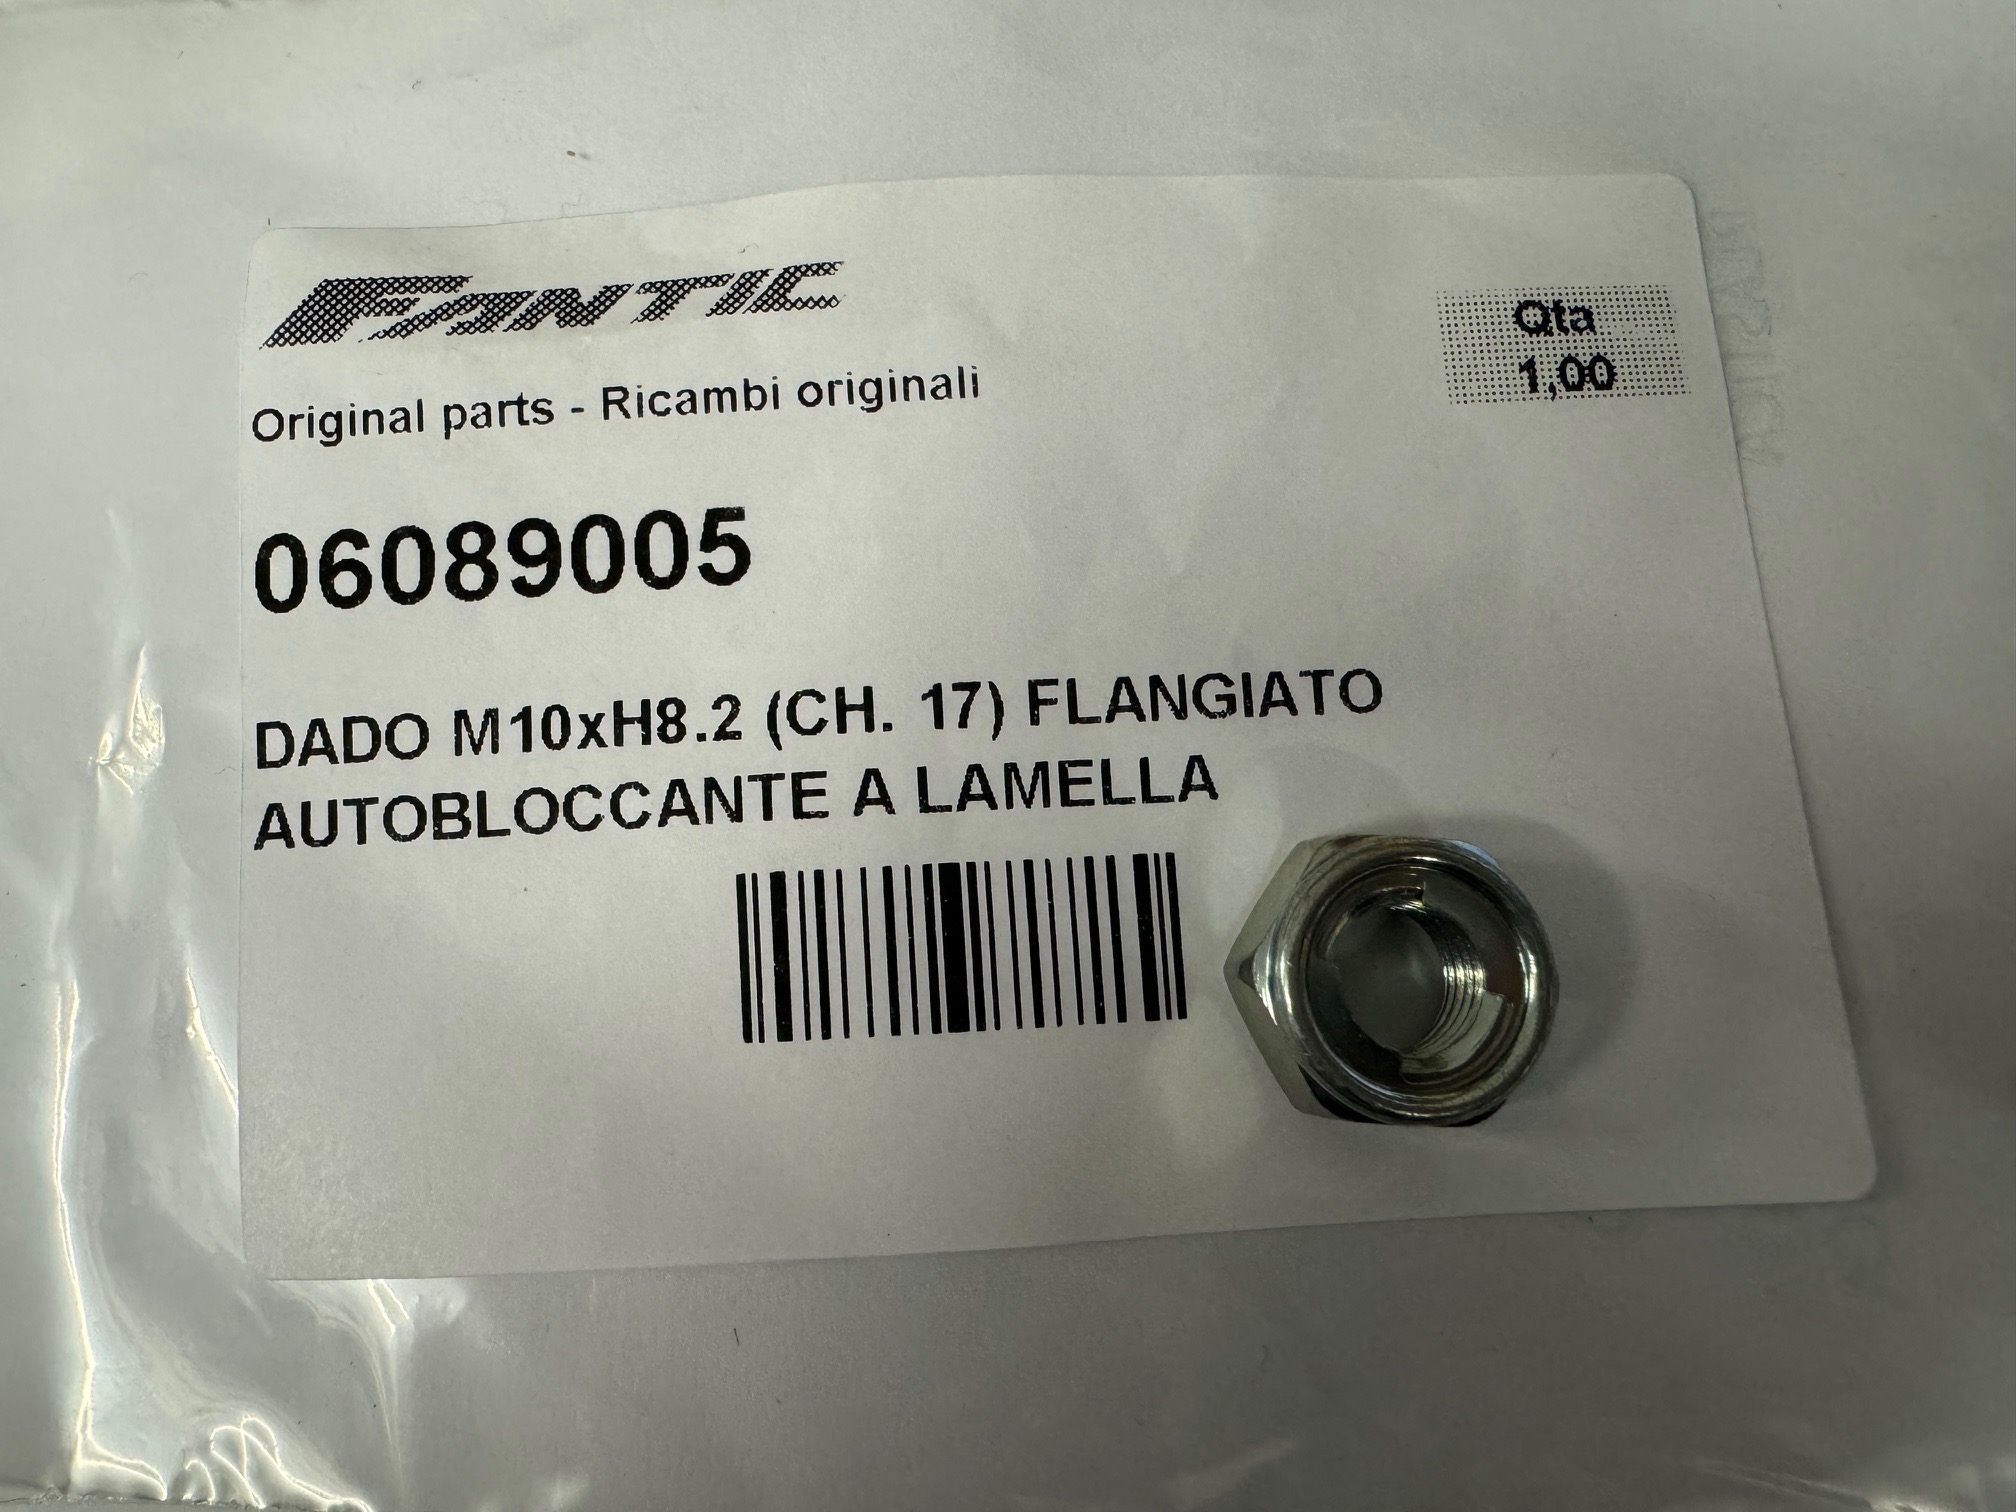 FANTIC
Qta
1,00
Original parts - Ricambi originali
06089005
DADO M10xH8.2 (CH. 17) FLANGIATO
AUTOBLOCCANTE A LAMELLA